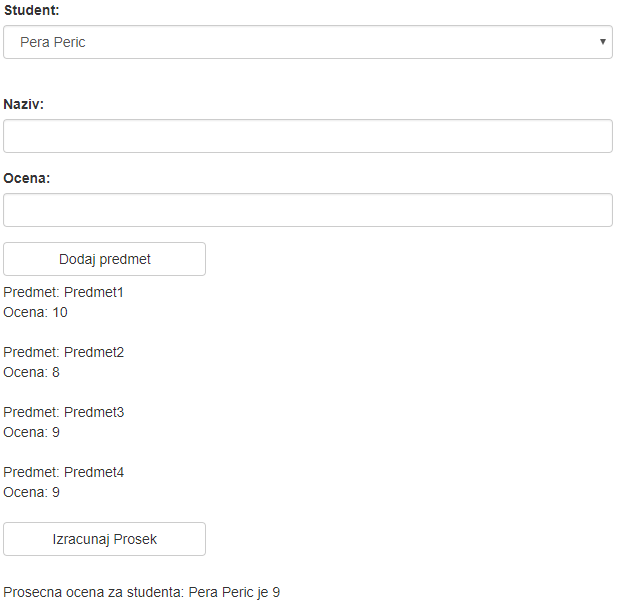 Student:
Pera Peric
Naziv:
Ocena:
Dodaj predmet
Predmet: Predmet1
Ocena: 10
Predmet: Predmet2
Ocena: 8
Predmet: Predmet3
Ocena: 9
Predmet: Predmet4
Ocena: 9
Izracunaj Prosek
Prosecna ocena za studenta: Pera Peric je 9